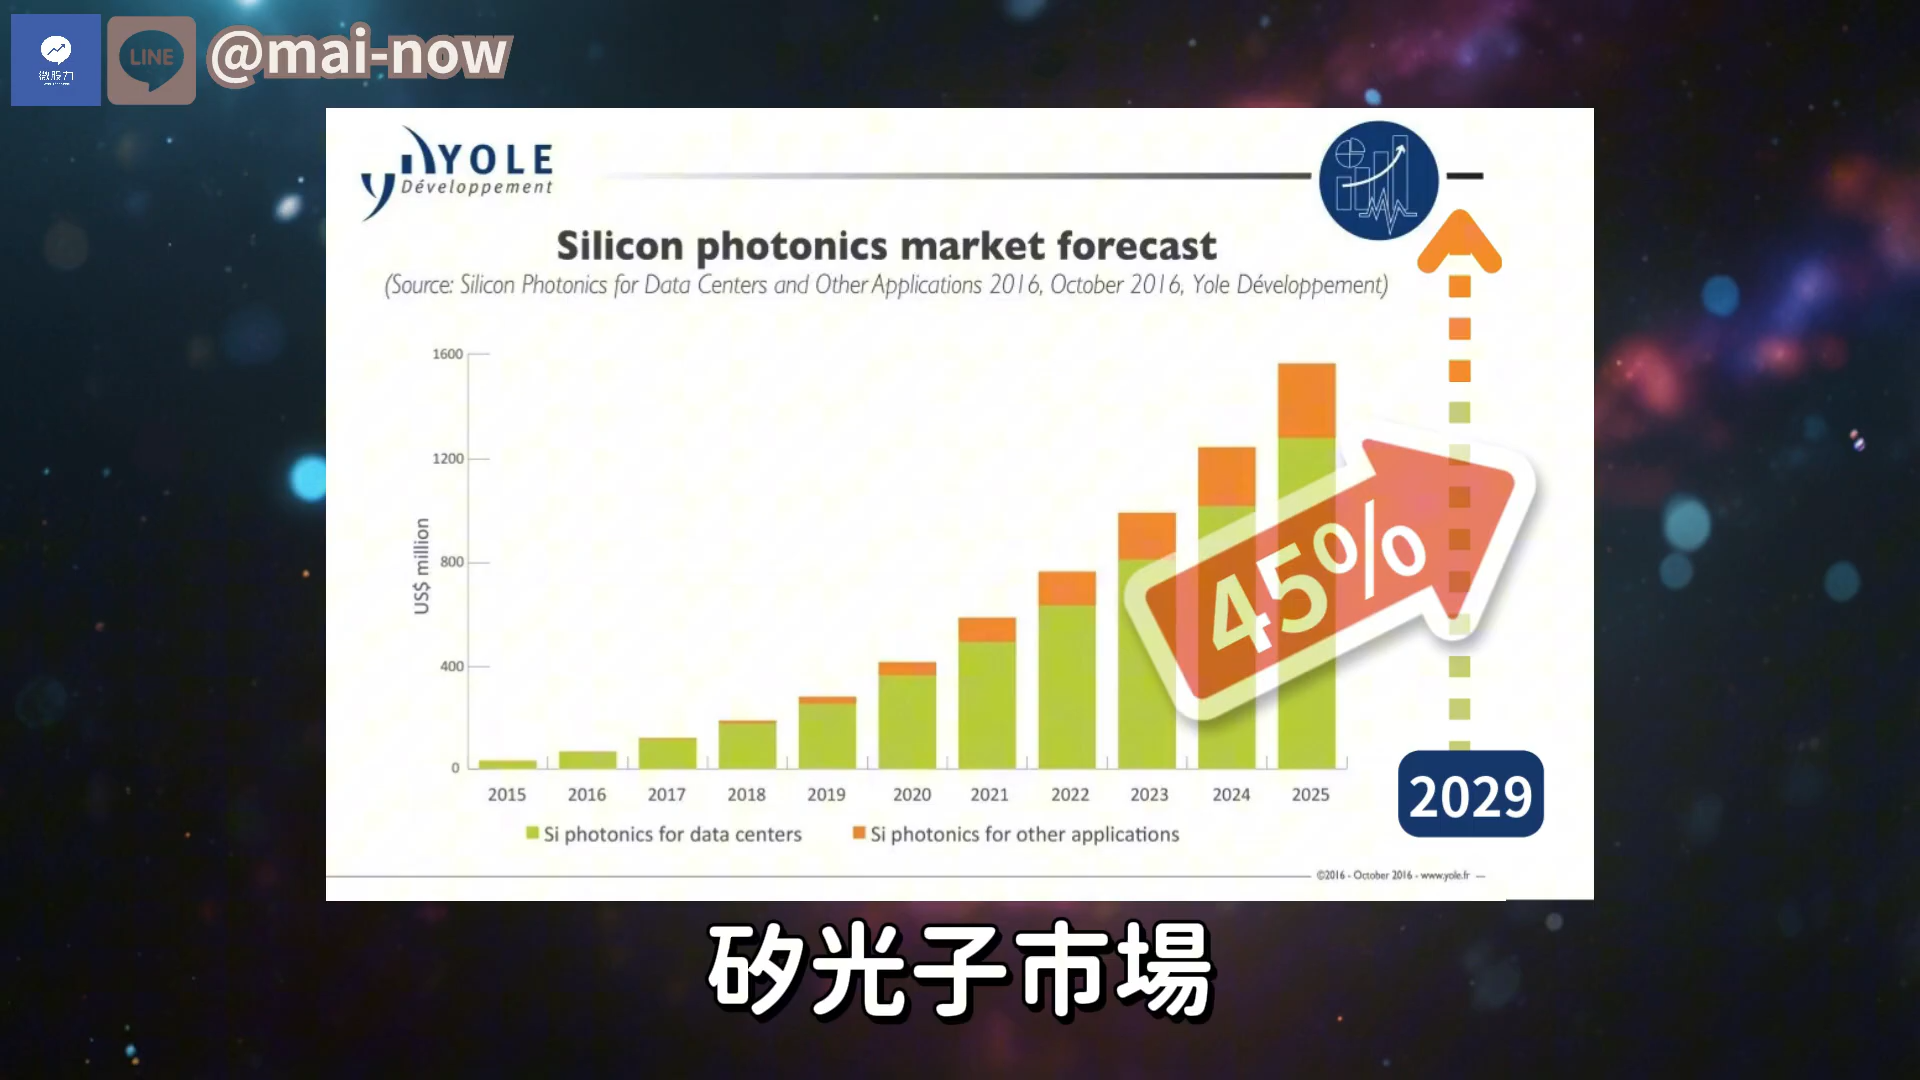 微股力
LINE
@mai-now
YOLE
Développement
Silicon photonics market forecast
(Source: Silicon Photonics for Data Centers and Other Applications 2016, October 2016, Yole Développement)
1600
1200
800
400
0
US$ million
45%
2015 2016 2017 2018 2019 2020 2021 2022 2023 2024 2025
2029
Si photonics for data centers Si photonics for other applications
©2016 - October 2016 - www.yole.fr
矽光子市場